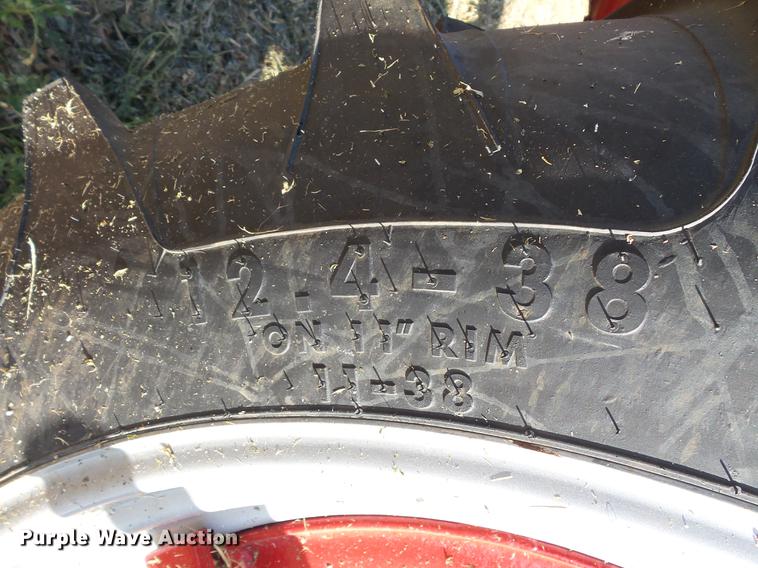 12.4-38
ON 11" RIM
11-38
Purple Wave Auction